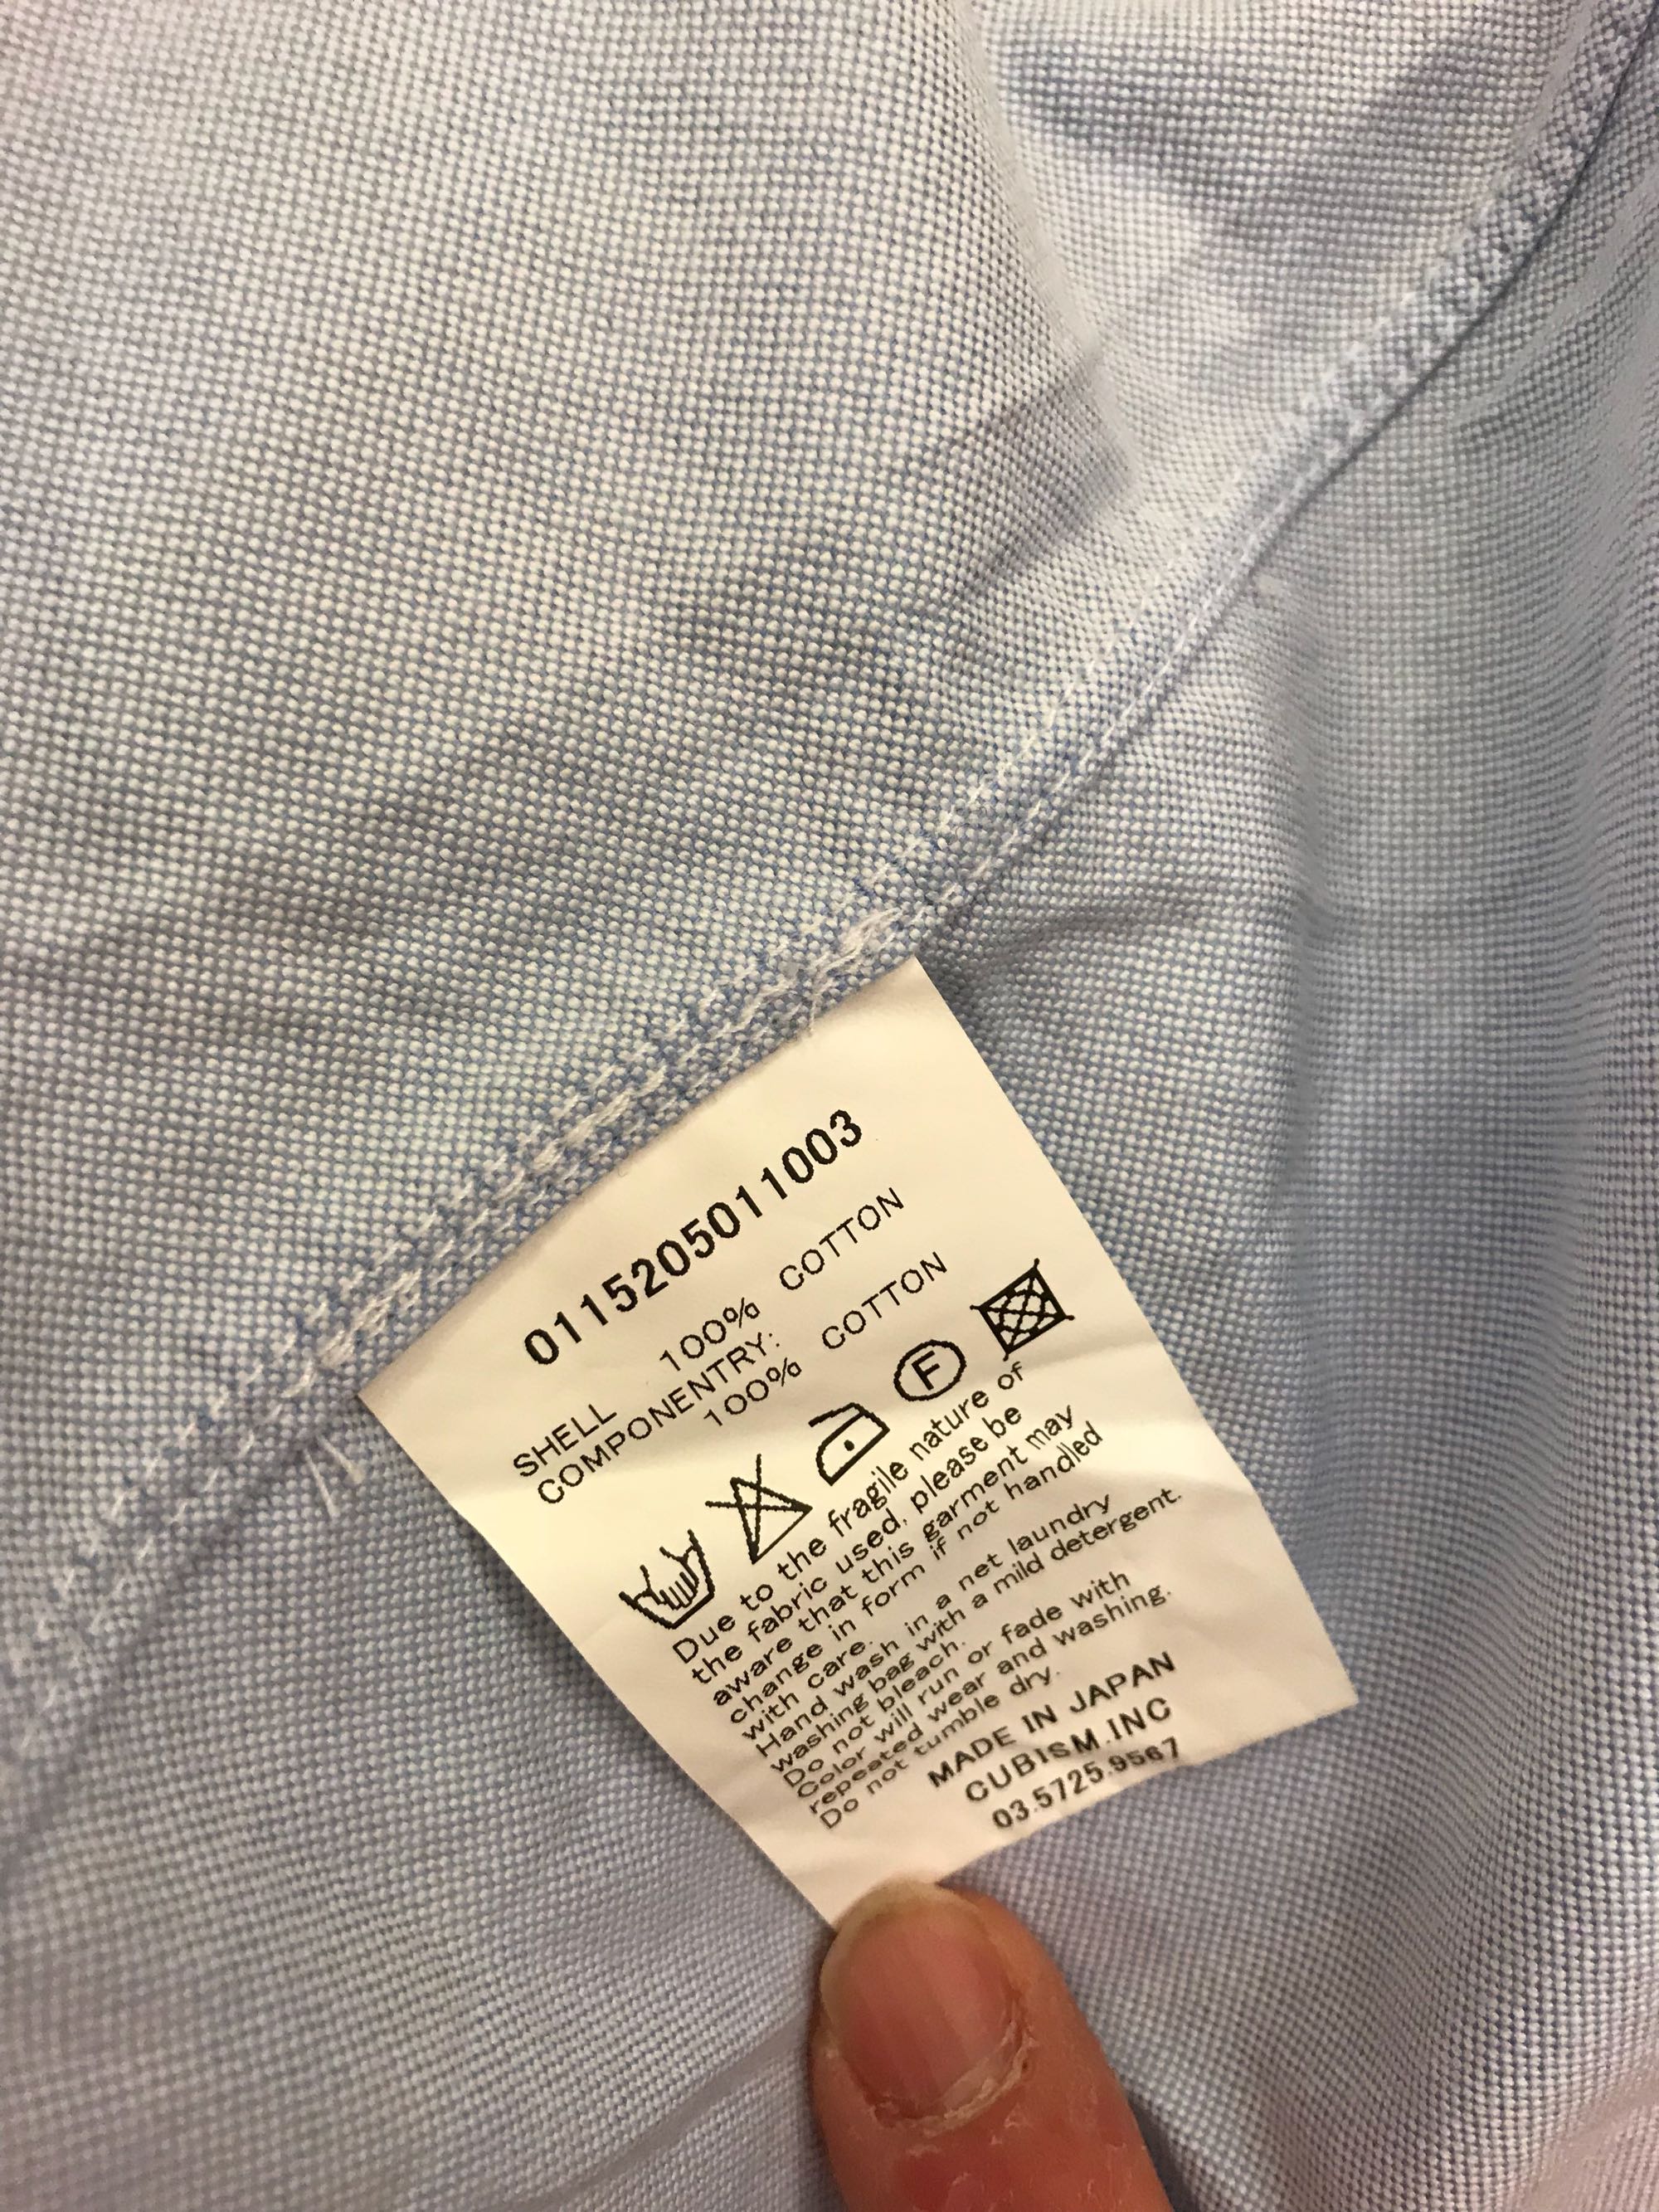 0115205011003
SHELL 100% COTTON
COMPONENTRY:
100% COTTON
F
Due to the fragile nature of
the fabric used, please be
aware that this garment may
change in form if not handled
with care.
Hand wash in a net laundry
washing bag with a mild detergent.
Do not bleach.
Color will run or fade with
repeated wear and washing.
Do not tumble dry.
MADE IN JAPAN
CUBISM.INC
03.5725.9567